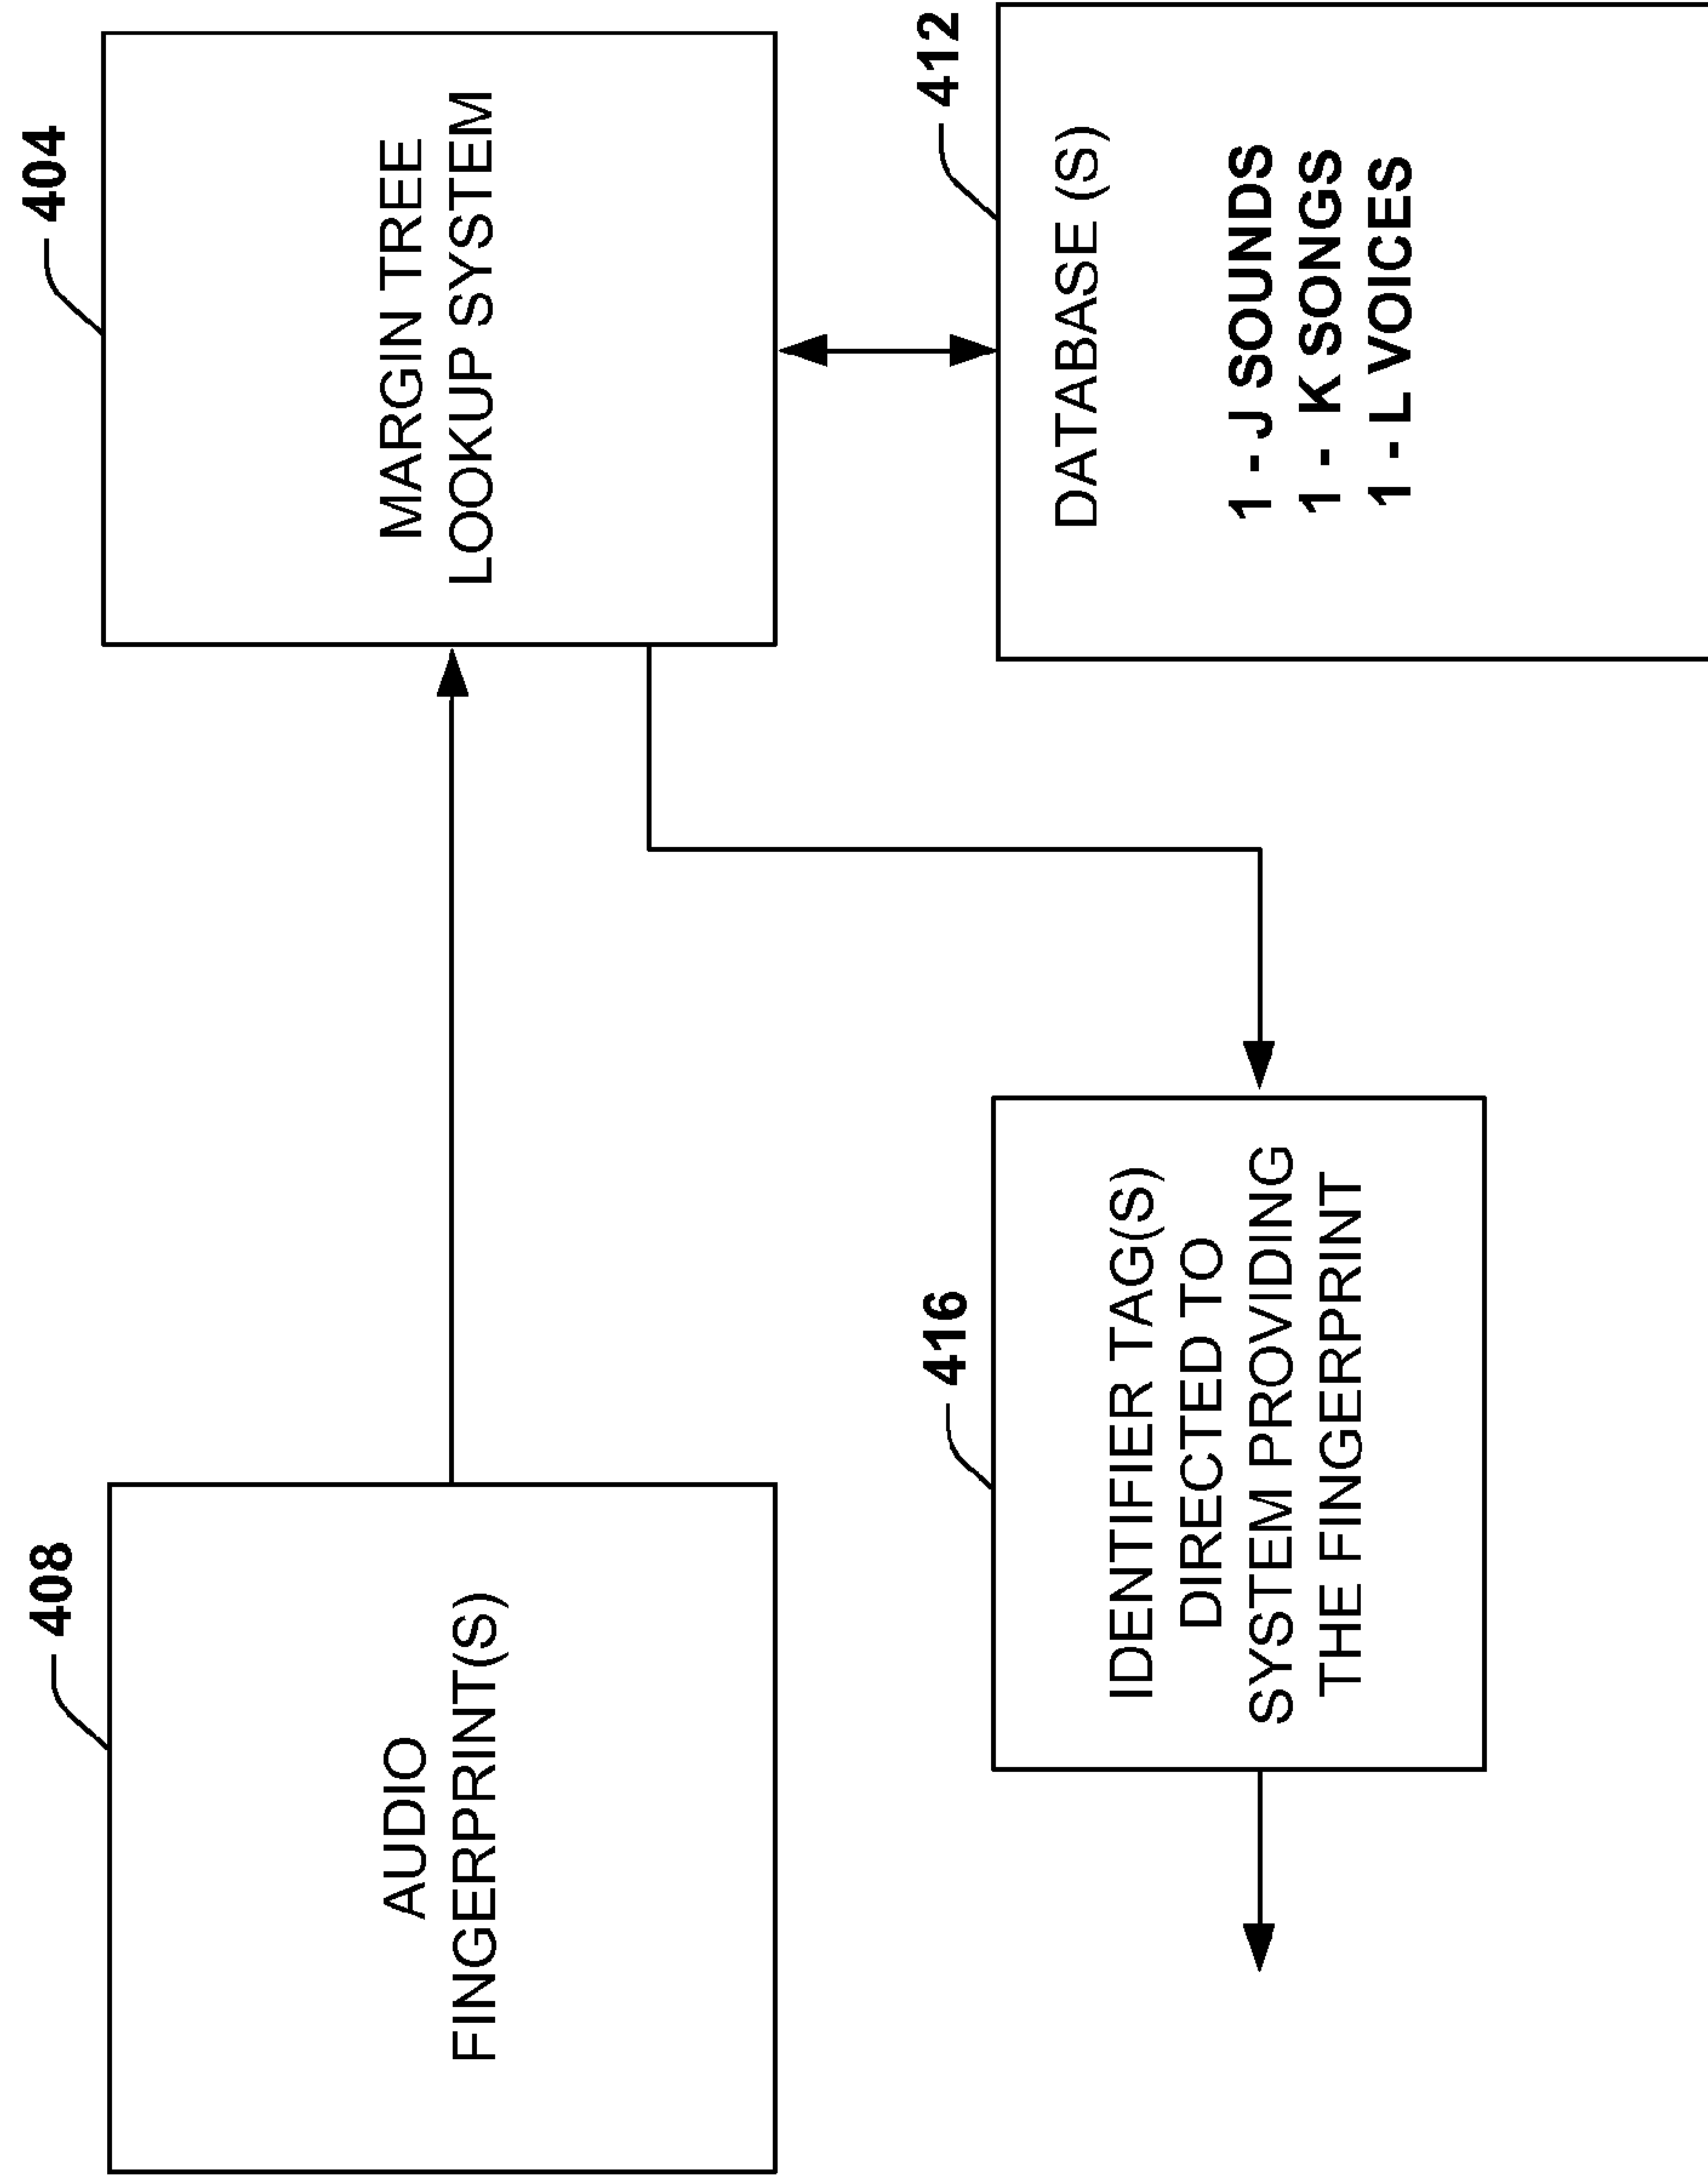 408
AUDIO
FINGERPRINT(S)
404
MARGIN TREE
LOOKUP SYSTEM
416
IDENTIFIER TAG(S)
DIRECTED TO
SYSTEM PROVIDING
THE FINGERPRINT
412
DATABASE (S)
1 - J SOUNDS
1 - K SONGS
1 - L VOICES